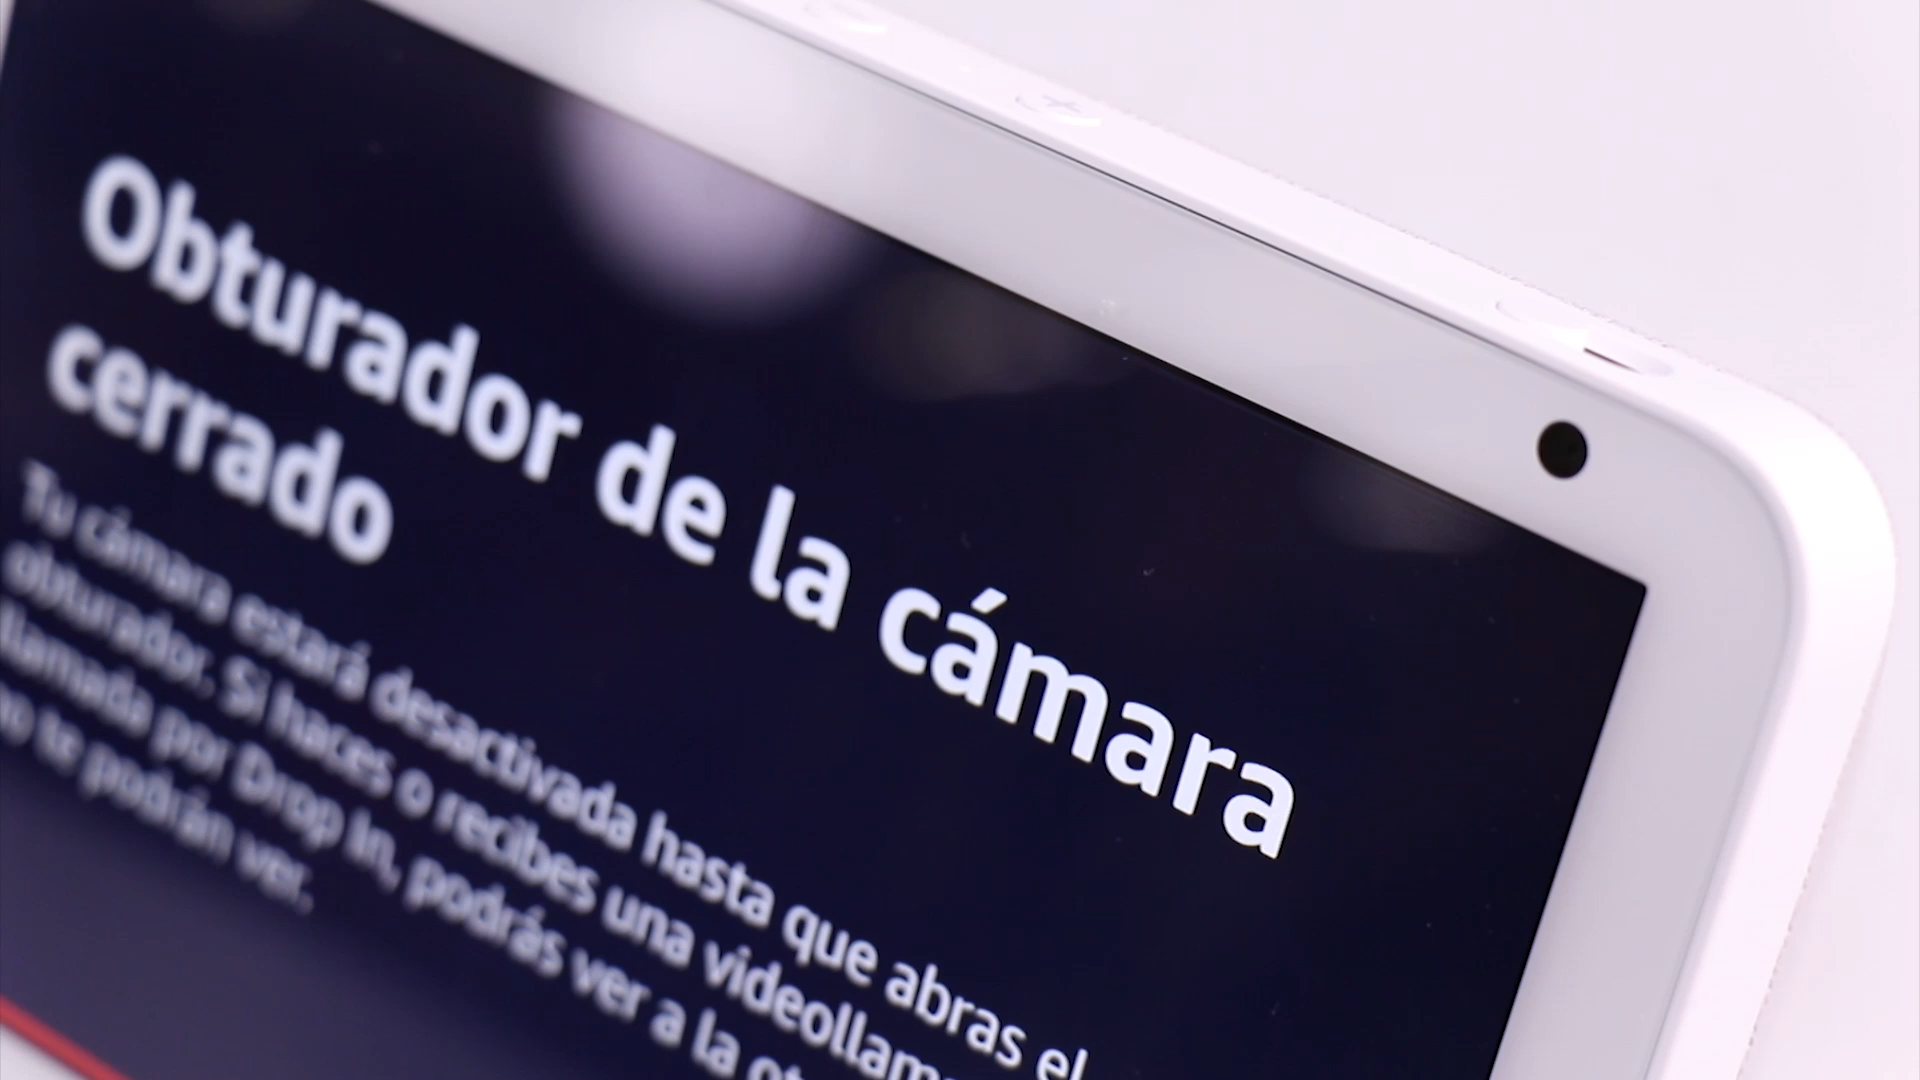 Obturador de la cámara
cerrado
Tu cámara estará desactivada hasta que abras el
obturador. Si haces o recibes una videollam
llamada por Drop In, podrás ver a la ot
no te podrán ver.
+